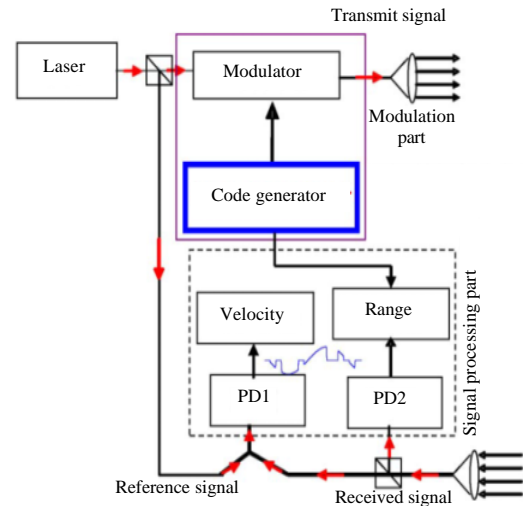 Transmit signal
Laser
Modulator
Modulation
part
Code generator
Velocity
Range
Signal processing part
PD1
PD2
Reference signal
Received signal